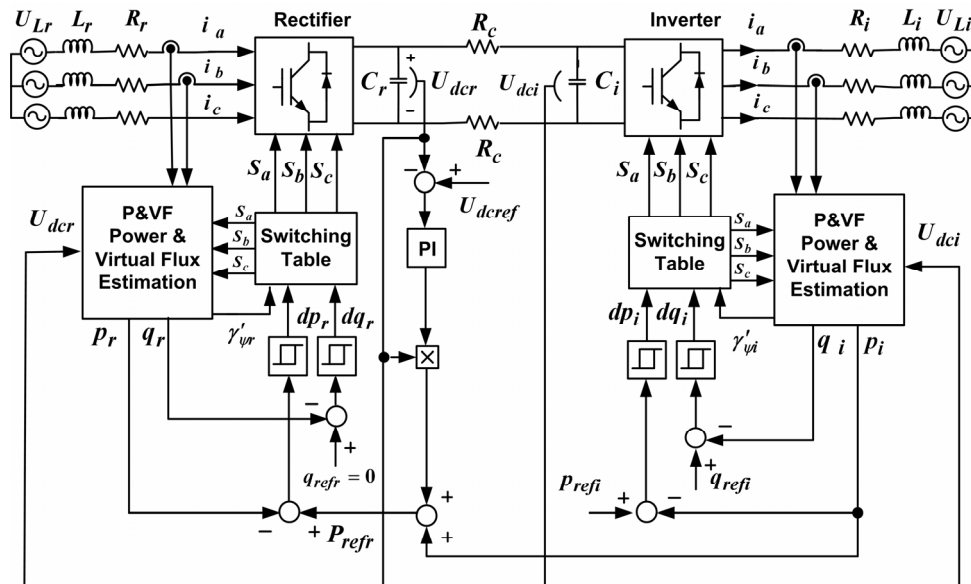 U_Lr L_r R_r i_a Rectifier R_c Inverter i_a R_i L_i U_Li
i_b C_r + U_dcr U_dci C_i i_b
i_c - i_c
R_c
S_a S_b S_c - + S_a S_b S_c
U_dcref
U_dcr P&VF Power & Virtual Flux Estimation S_a S_b S_c Switching Table PI Switching Table S_a S_b S_c P&VF Power & Virtual Flux Estimation U_dci
p_r q_r γ'_ψr dp_r dq_r dp_i dq_i γ'_ψi q_i p_i
×
- -
+ +
q_refr = 0 p_refi q_refi
+ + -
- + P_refr +